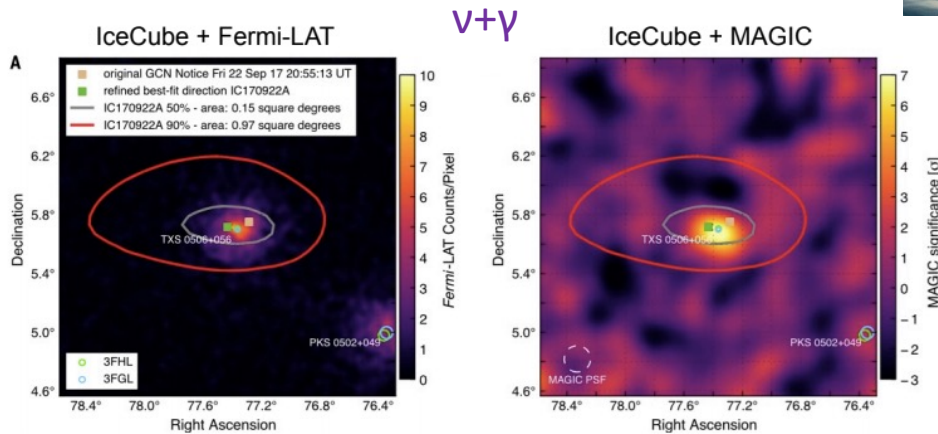 ν+γ
IceCube + Fermi-LAT
A
original GCN Notice Fri 22 Sep 17 20:55:13 UT
refined best-fit direction IC170922A
IC170922A 50% - area: 0.15 square degrees
IC170922A 90% - area: 0.97 square degrees
6.6°
6.2°
5.8°
5.4°
5.0°
4.6°
Declination
TXS 0506+056
PKS 0502+049
3FHL
3FGL
78.4°
78.0°
77.6°
77.2°
76.8°
76.4°
Right Ascension
10
9
8
7
6
5
4
3
2
1
0
Fermi-LAT Counts/Pixel
IceCube + MAGIC
6.6°
6.2°
5.8°
5.4°
5.0°
4.6°
Declination
TXS 0506+056
PKS 0502+049
MAGIC PSF
78.4°
78.0°
77.6°
77.2°
76.8°
76.4°
Right Ascension
7
6
5
4
3
2
1
0
−1
−2
−3
MAGIC significance [σ]